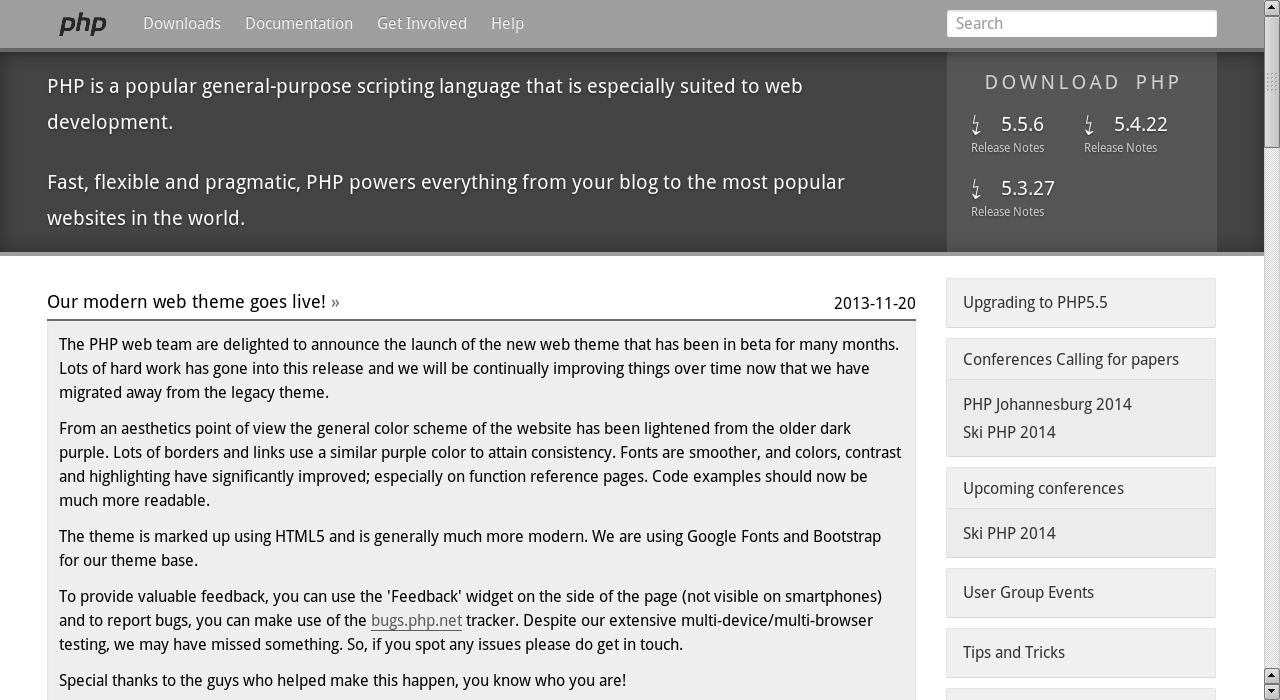 php
Downloads
Documentation
Get Involved
Help
Search
PHP is a popular general-purpose scripting language that is especially suited to web
development.
Fast, flexible and pragmatic, PHP powers everything from your blog to the most popular
websites in the world.
DOWNLOAD PHP
5.5.6
Release Notes
5.4.22
Release Notes
5.3.27
Release Notes
Our modern web theme goes live! »
2013-11-20
The PHP web team are delighted to announce the launch of the new web theme that has been in beta for many months.
Lots of hard work has gone into this release and we will be continually improving things over time now that we have
migrated away from the legacy theme.
From an aesthetics point of view the general color scheme of the website has been lightened from the older dark
purple. Lots of borders and links use a similar purple color to attain consistency. Fonts are smoother, and colors, contrast
and highlighting have significantly improved; especially on function reference pages. Code examples should now be
much more readable.
The theme is marked up using HTML5 and is generally much more modern. We are using Google Fonts and Bootstrap
for our theme base.
To provide valuable feedback, you can use the 'Feedback' widget on the side of the page (not visible on smartphones)
and to report bugs, you can make use of the bugs.php.net tracker. Despite our extensive multi-device/multi-browser
testing, we may have missed something. So, if you spot any issues please do get in touch.
Special thanks to the guys who helped make this happen, you know who you are!
Upgrading to PHP5.5
Conferences Calling for papers
PHP Johannesburg 2014
Ski PHP 2014
Upcoming conferences
Ski PHP 2014
User Group Events
Tips and Tricks